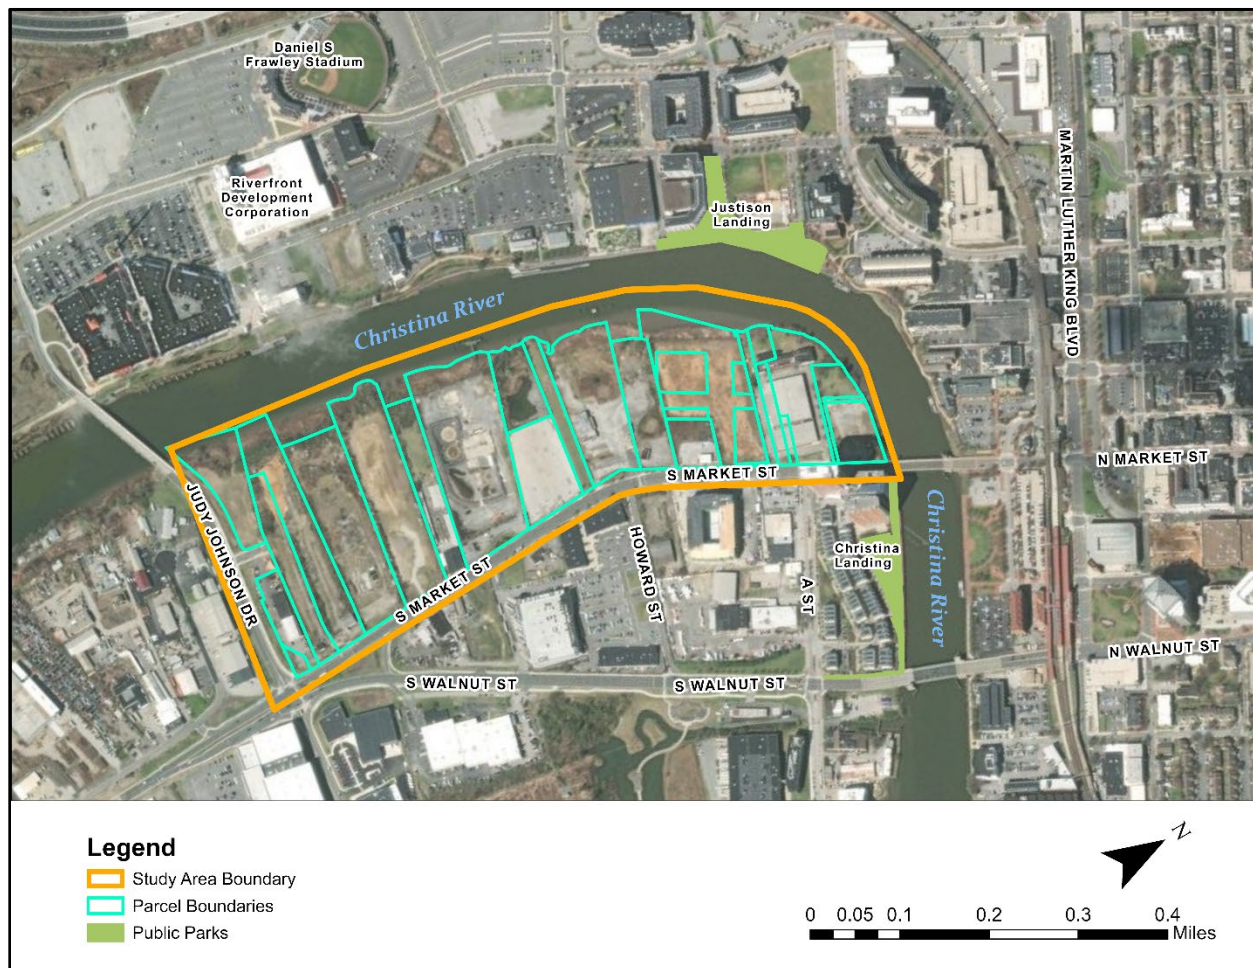 Daniel S
Frawley Stadium
Riverfront
Development
Corporation
Justison
Landing
MARTIN LUTHER KING BLVD
Christina River
S MARKET ST
N MARKET ST
JUDY JOHNSON DR
S MARKET ST
HOWARD ST
A ST
Christina
Landing
Christina River
N WALNUT ST
S WALNUT ST
S WALNUT ST
Legend
Study Area Boundary
Parcel Boundaries
Public Parks
N
0 0.05 0.1 0.2 0.3 0.4
Miles